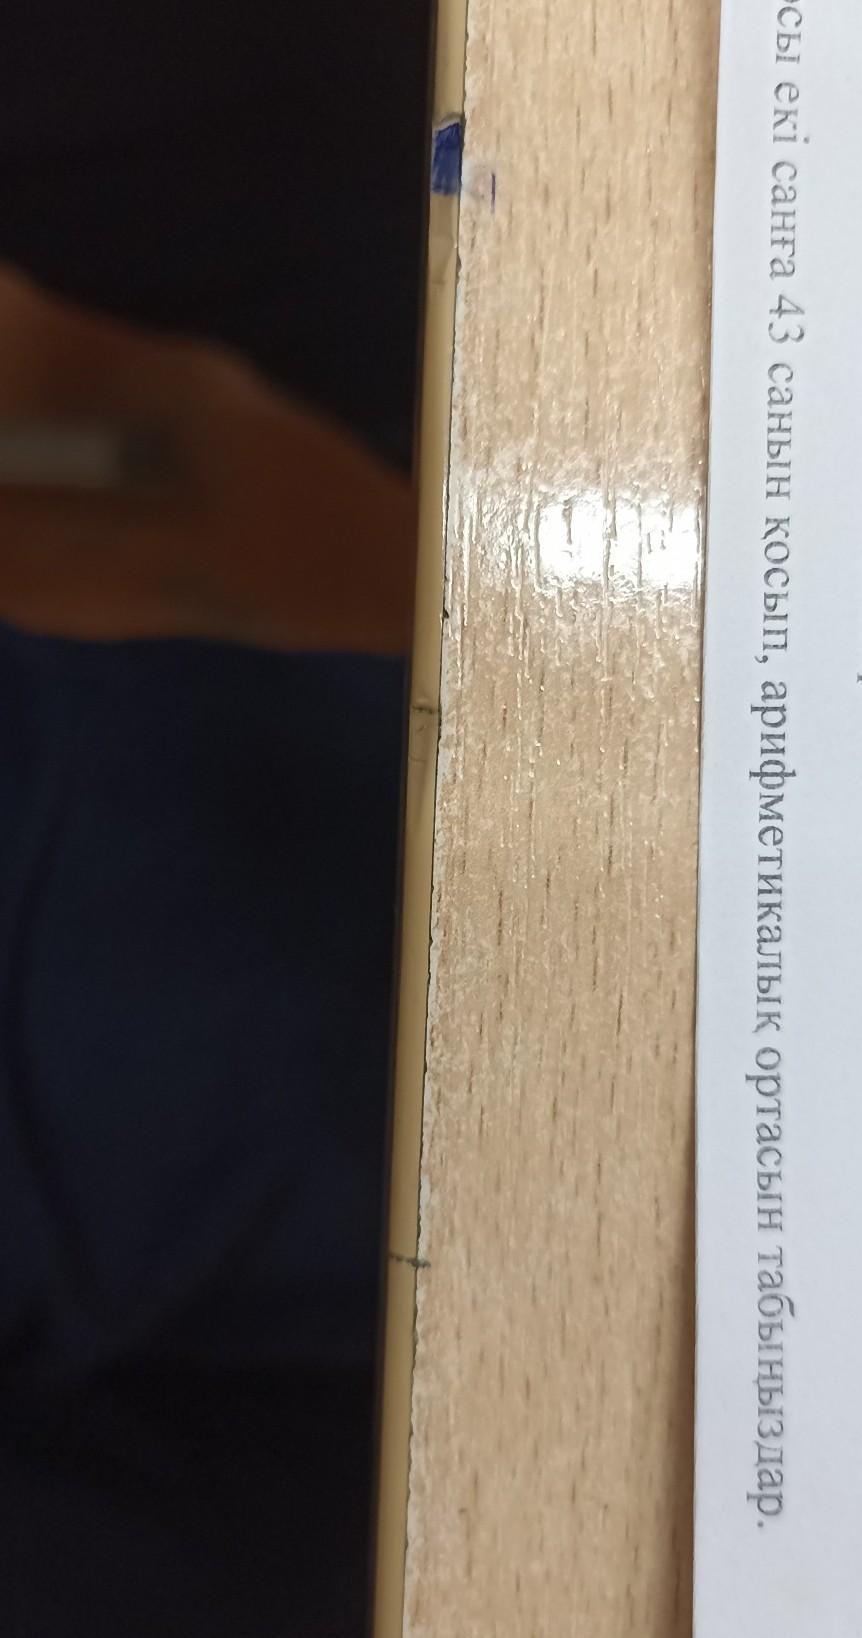 екі санға 43 санын қосып, арифметикалық ортасын табыңыздар.